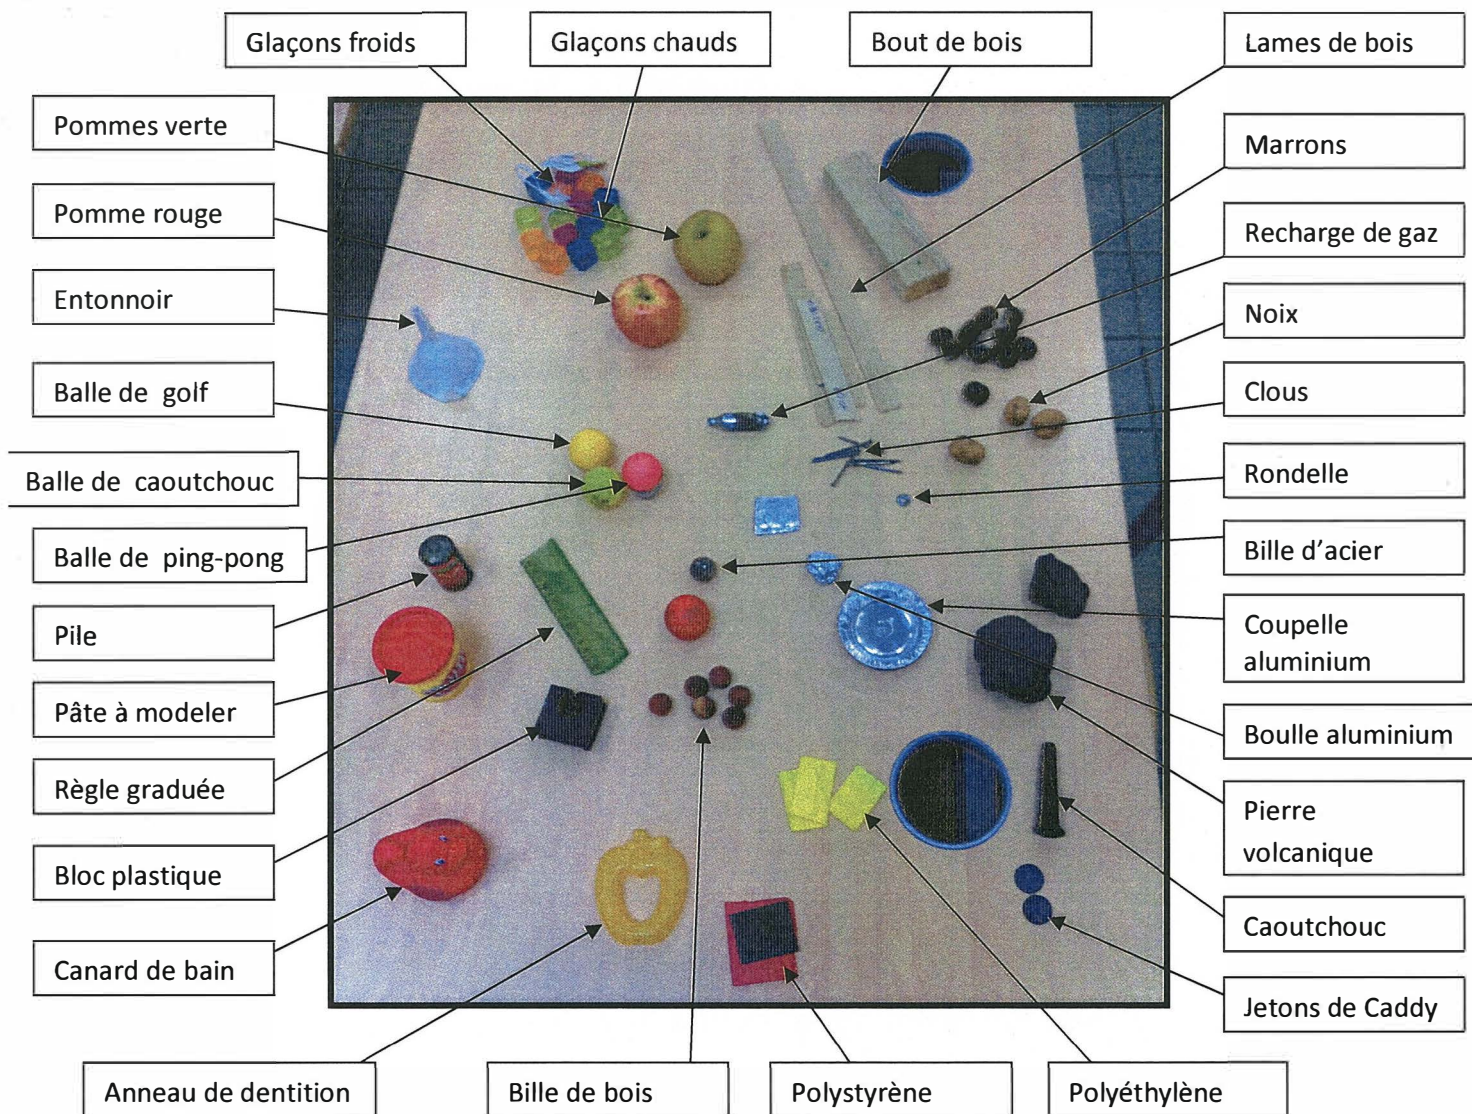 Glaçons froids
Glaçons chauds
Bout de bois
Lames de bois
Pommes verte
Pomme rouge
Entonnoir
Balle de golf
Balle de caoutchouc
Balle de ping-pong
Pile
Pâte à modeler
Règle graduée
Bloc plastique
Canard de bain
Marrons
Recharge de gaz
Noix
Clous
Rondelle
Bille d'acier
Coupelle
aluminium
Boulle aluminium
Pierre
volcanique
Caoutchouc
Jetons de Caddy
Anneau de dentition
Bille de bois
Polystyrène
Polyéthylène